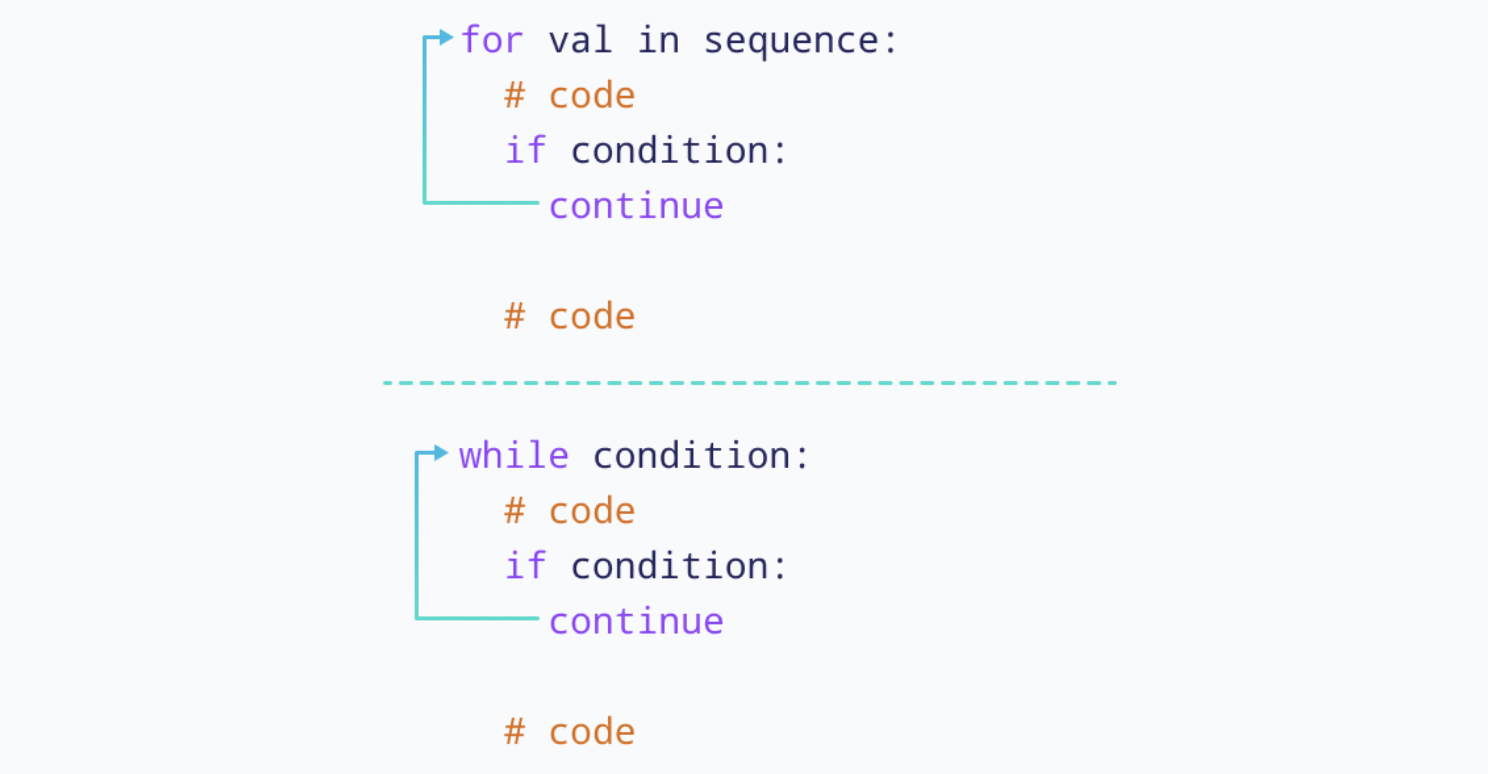 for val in sequence:
# code
if condition:
continue
# code
while condition:
# code
if condition:
continue
# code